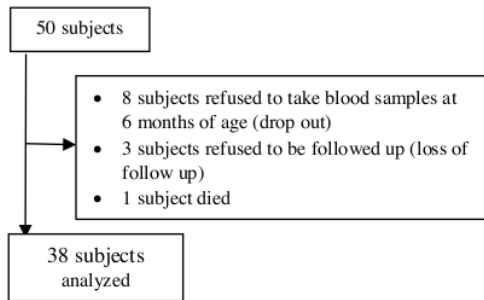 50 subjects
• 8 subjects refused to take blood samples at
6 months of age (drop out)
• 3 subjects refused to be followed up (loss of
follow up)
• 1 subject died
38 subjects
analyzed